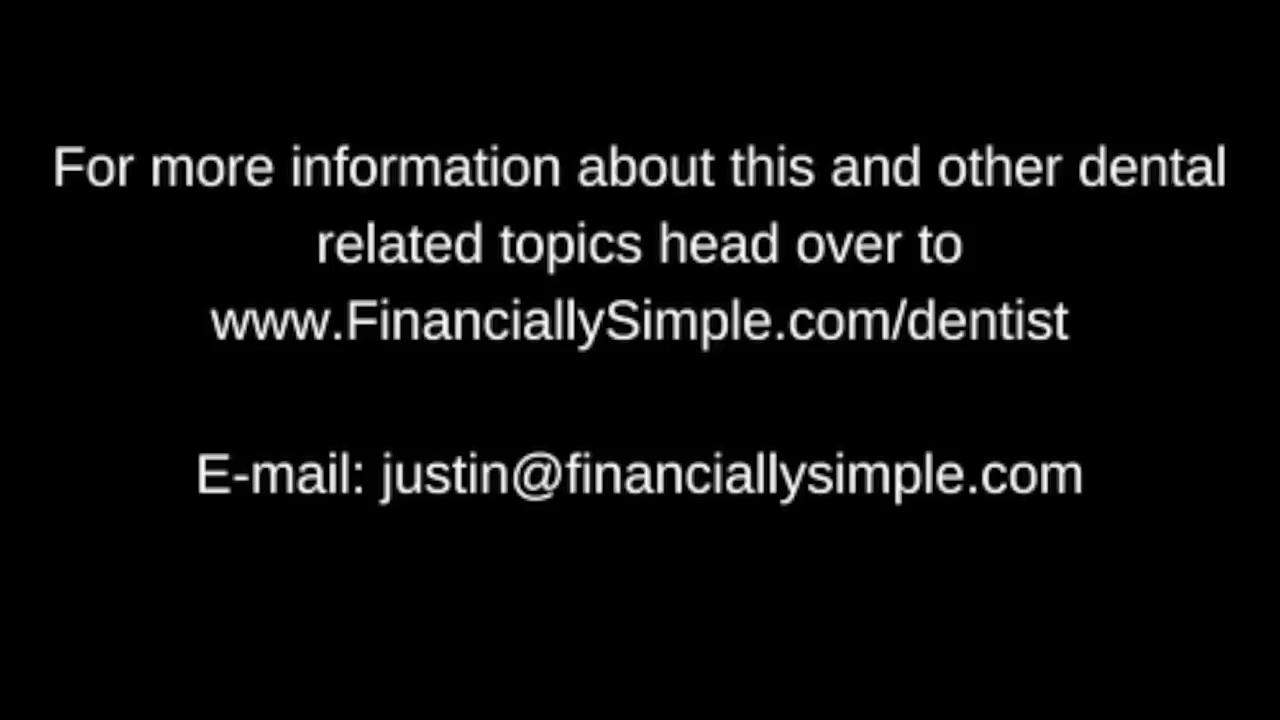 For more information about this and other dental
related topics head over to
www.FinanciallySimple.com/dentist
E-mail: justin@financiallysimple.com